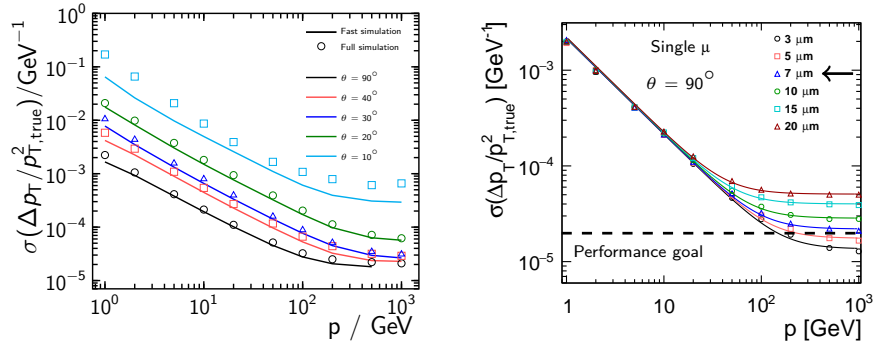 σ(Δp_T/p²_T,true)/GeV⁻¹
10⁰
10⁻¹
10⁻²
10⁻³
10⁻⁴
10⁻⁵
Fast simulation
Full simulation
θ = 90°
θ = 40°
θ = 30°
θ = 20°
θ = 10°
10⁰ 10¹ 10² 10³
p / GeV
σ(Δp_T/p²_T,true) [GeV⁻¹]
10⁻²
10⁻³
10⁻⁴
10⁻⁵
Single μ
θ = 90°
3 μm
5 μm
7 μm
10 μm
15 μm
20 μm
Performance goal
1 10 10² 10³
p [GeV]